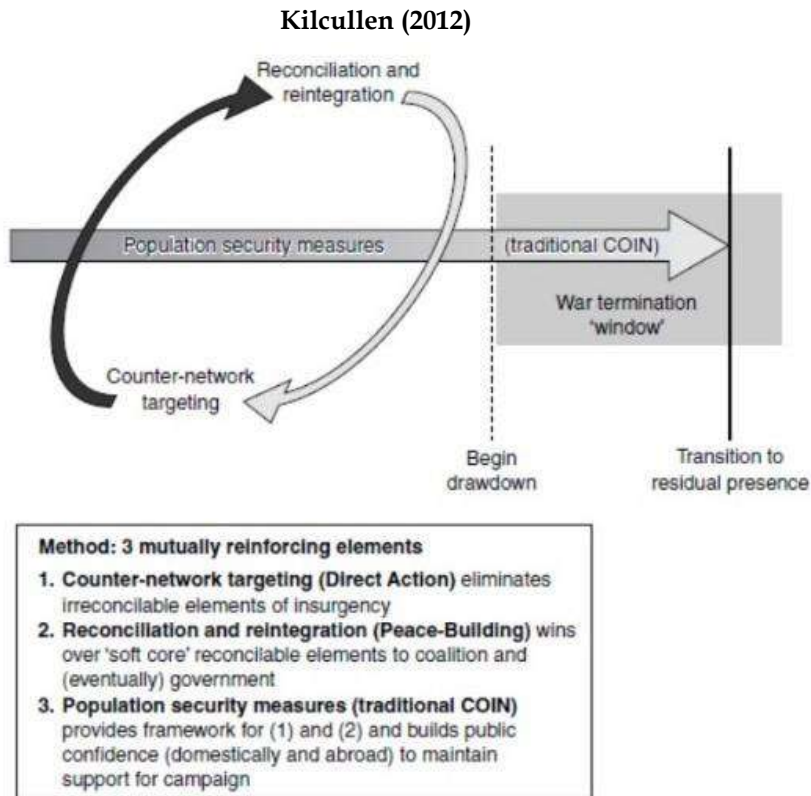 Kilcullen (2012)
Reconciliation and
reintegration
Population security measures
(traditional COIN)
War termination
'window'
Counter-network
targeting
Begin
drawdown
Transition to
residual presence
Method: 3 mutually reinforcing elements
1. Counter-network targeting (Direct Action) eliminates
irreconcilable elements of insurgency
2. Reconciliation and reintegration (Peace-Building) wins
over 'soft core' reconcilable elements to coalition and
(eventually) government
3. Population security measures (traditional COIN)
provides framework for (1) and (2) and builds public
confidence (domestically and abroad) to maintain
support for campaign